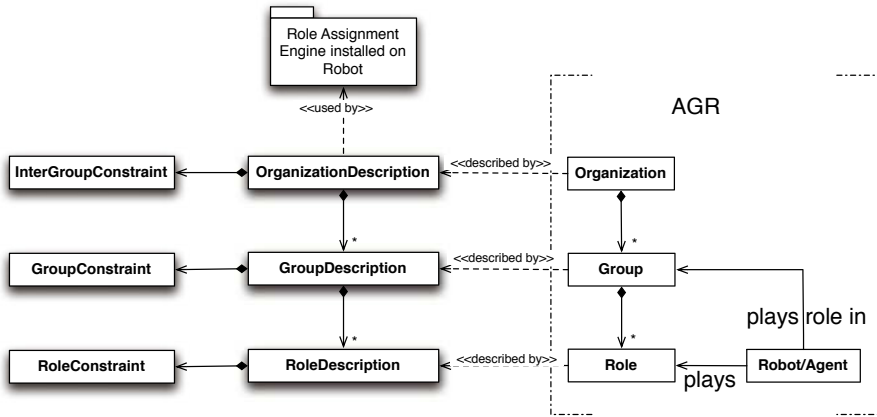 Role Assignment
Engine installed on
Robot
<<used by>>
AGR
InterGroupConstraint
OrganizationDescription
<<described by>>
Organization
*
*
GroupConstraint
GroupDescription
<<described by>>
Group
*
*
plays role in
RoleConstraint
RoleDescription
<<described by>>
Role
plays
Robot/Agent